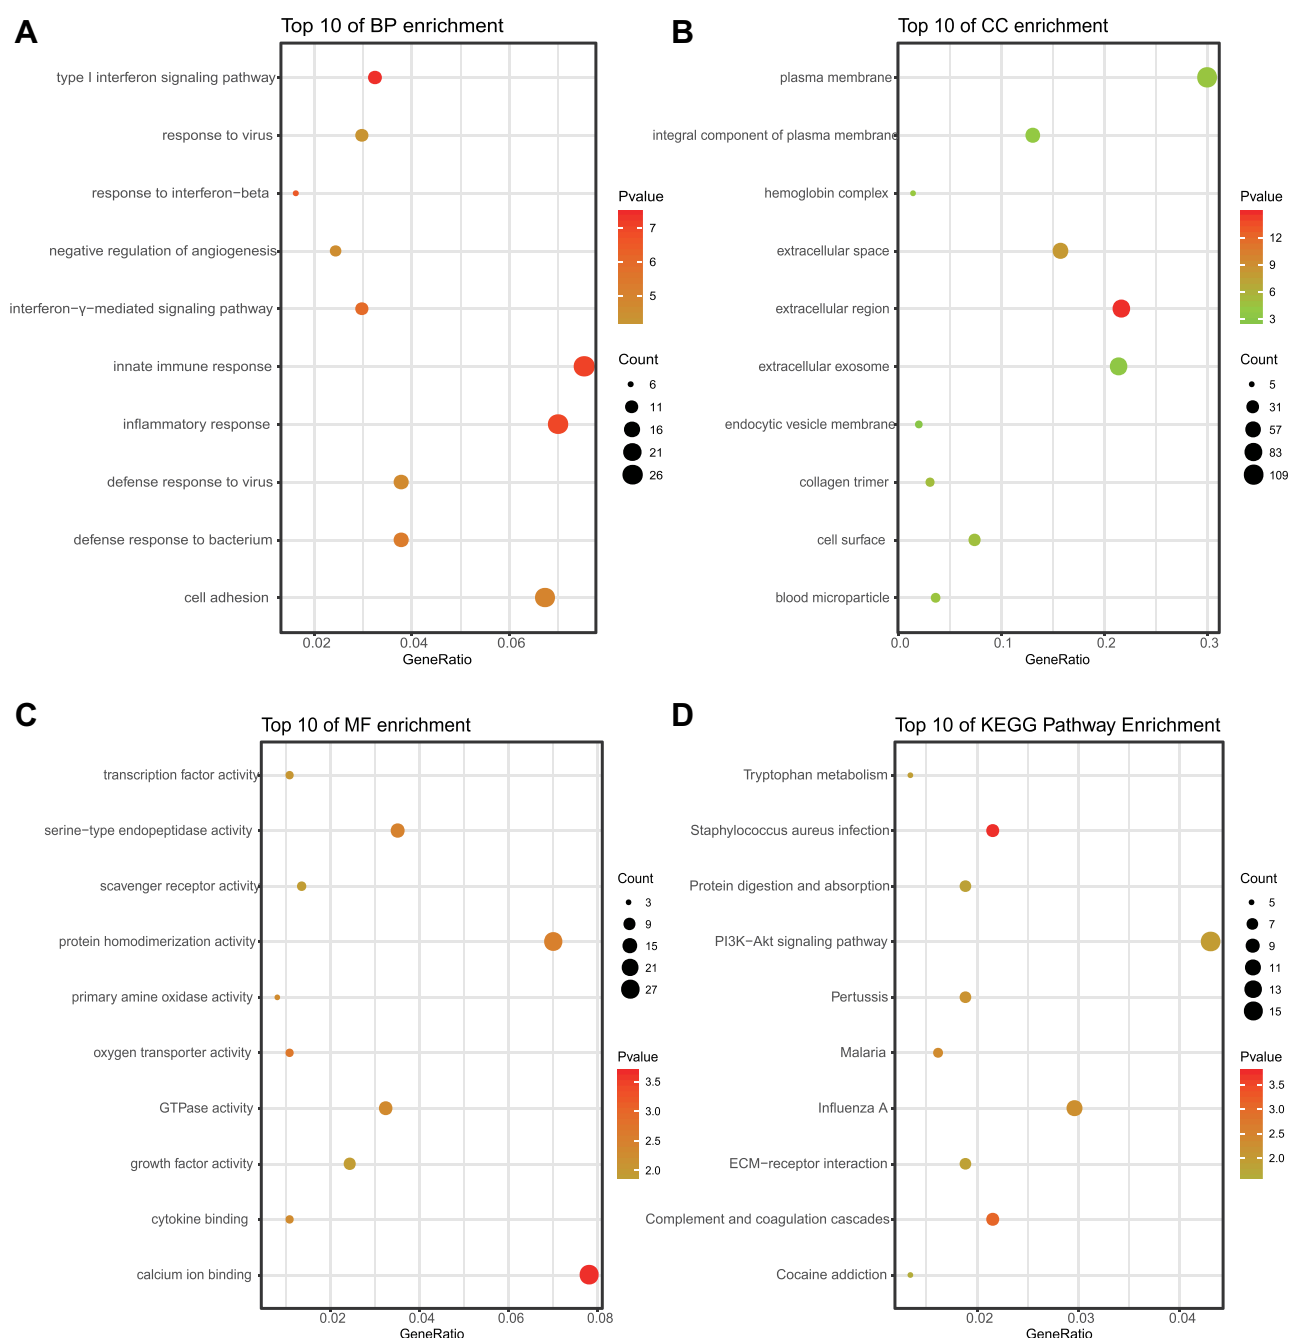 A
Top 10 of BP enrichment
type I interferon signaling pathway
response to virus
response to interferon−beta
negative regulation of angiogenesis
interferon−γ−mediated signaling pathway
innate immune response
inflammatory response
defense response to virus
defense response to bacterium
cell adhesion
0.02
0.04
0.06
GeneRatio
Pvalue
7
6
5
Count
6
11
16
21
26
B
Top 10 of CC enrichment
plasma membrane
integral component of plasma membrane
hemoglobin complex
extracellular space
extracellular region
extracellular exosome
endocytic vesicle membrane
collagen trimer
cell surface
blood microparticle
0.0
0.1
0.2
0.3
GeneRatio
Pvalue
12
9
6
3
Count
5
31
57
83
109
C
Top 10 of MF enrichment
transcription factor activity
serine−type endopeptidase activity
scavenger receptor activity
protein homodimerization activity
primary amine oxidase activity
oxygen transporter activity
GTPase activity
growth factor activity
cytokine binding
calcium ion binding
0.02
0.04
0.06
0.08
GeneRatio
Count
3
9
15
21
27
Pvalue
3.5
3.0
2.5
2.0
D
Top 10 of KEGG Pathway Enrichment
Tryptophan metabolism
Staphylococcus aureus infection
Protein digestion and absorption
PI3K−Akt signaling pathway
Pertussis
Malaria
Influenza A
ECM−receptor interaction
Complement and coagulation cascades
Cocaine addiction
0.02
0.03
0.04
GeneRatio
Count
5
7
9
11
13
15
Pvalue
3.5
3.0
2.5
2.0